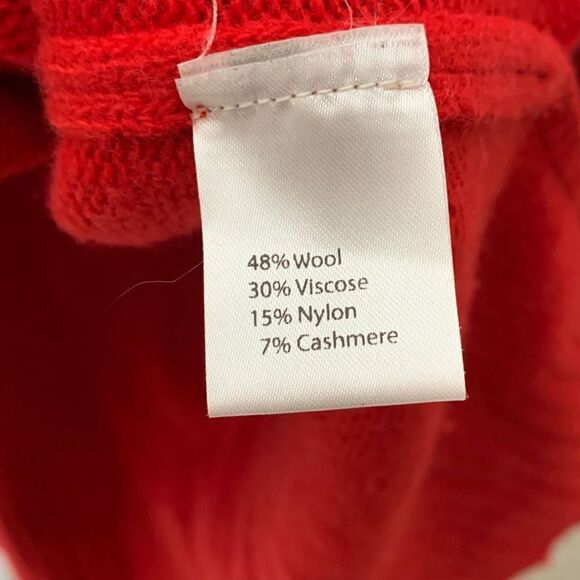 48% Wool
30% Viscose
15% Nylon
7% Cashmere